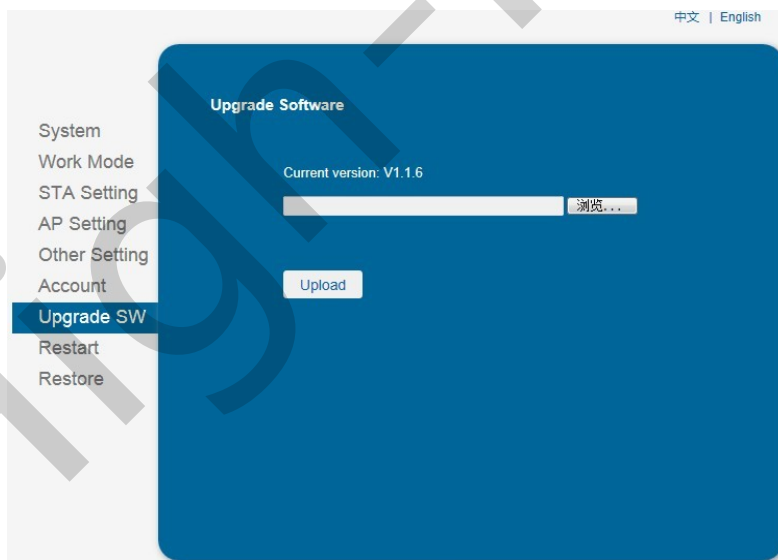 中文 | English
Upgrade Software
System
Work Mode
Current version: V1.1.6
STA Setting
浏览...
AP Setting
Other Setting
Account
Upload
Upgrade SW
Restart
Restore